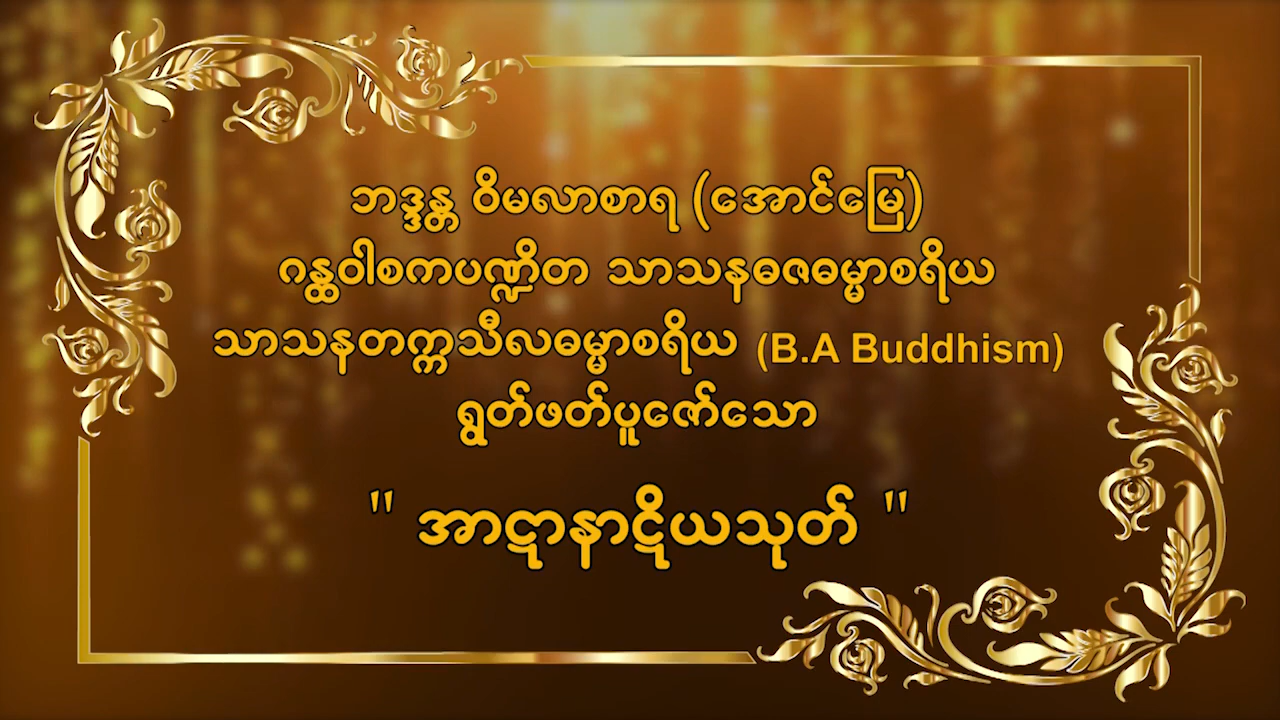 ဘဒ္ဒန္တ ဝိမလာစာရ (အောင်မြေ)
ဂန္ထဝါစကပဏ္ဍိတ သာသနဓဇဓမ္မာစရိယ
သာသနတက္ကသီလဓမ္မာစရိယ (B.A Buddhism)
ရွတ်ဖတ်ပူဇော်သော
" အာဋာနာဋိယသုတ် "